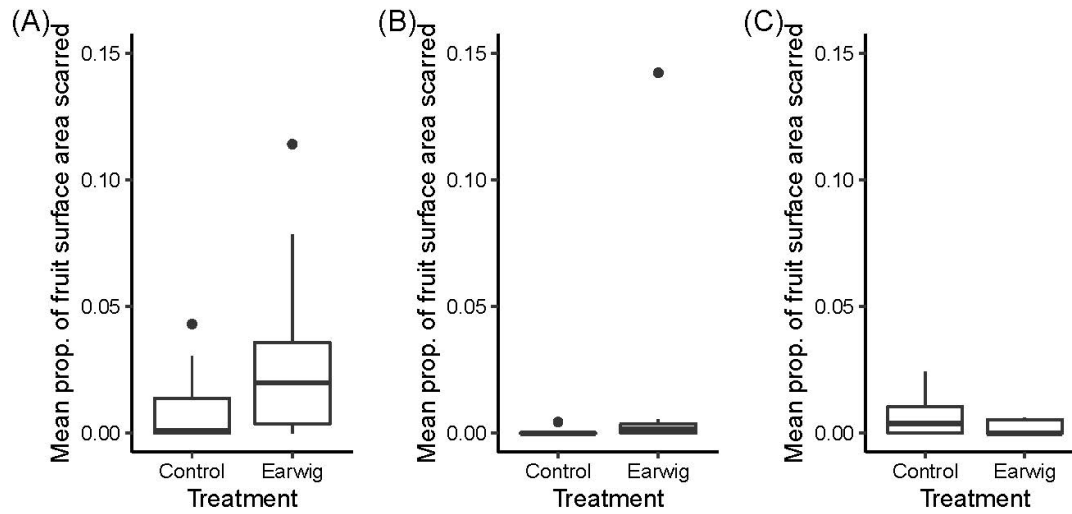 (A)
Mean prop. of fruit surface area scarred
0.15
0.10
0.05
0.00
Control Earwig
Treatment
(B)
Mean prop. of fruit surface area scarred
0.15
0.10
0.05
0.00
Control Earwig
Treatment
(C)
Mean prop. of fruit surface area scarred
0.15
0.10
0.05
0.00
Control Earwig
Treatment